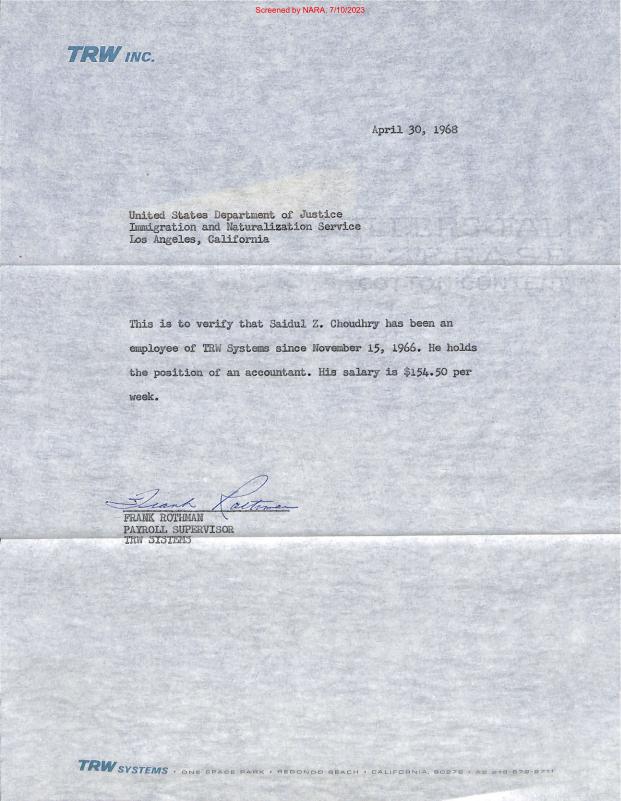 Screened by NARA, 7/10/2023
TRW INC.
April 30, 1968
United States Department of Justice
Immigration and Naturalization Service
Los Angeles, California
This is to verify that Saidul Z. Choudhry has been an
employee of TRW Systems since November 15, 1966. He holds
the position of an accountant. His salary is $154.50 per
week.
Frank Rothman
FRANK ROTHMAN
PAYROLL SUPERVISOR
TRW SYSTEMS
TRW SYSTEMS • ONE SPACE PARK • REDONDO BEACH • CALIFORNIA, 90278 •